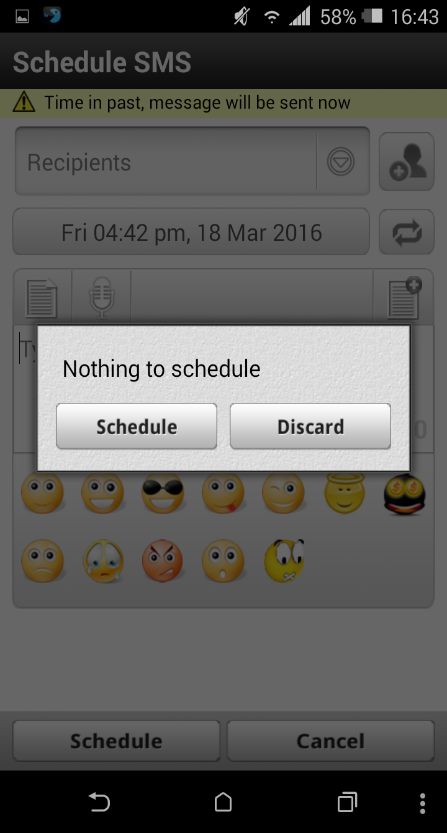 58% 16:43
Schedule SMS
Time in past, message will be sent now
Recipients
Fri 04:42 pm, 18 Mar 2016
Nothing to schedule
Schedule Discard
Schedule Cancel